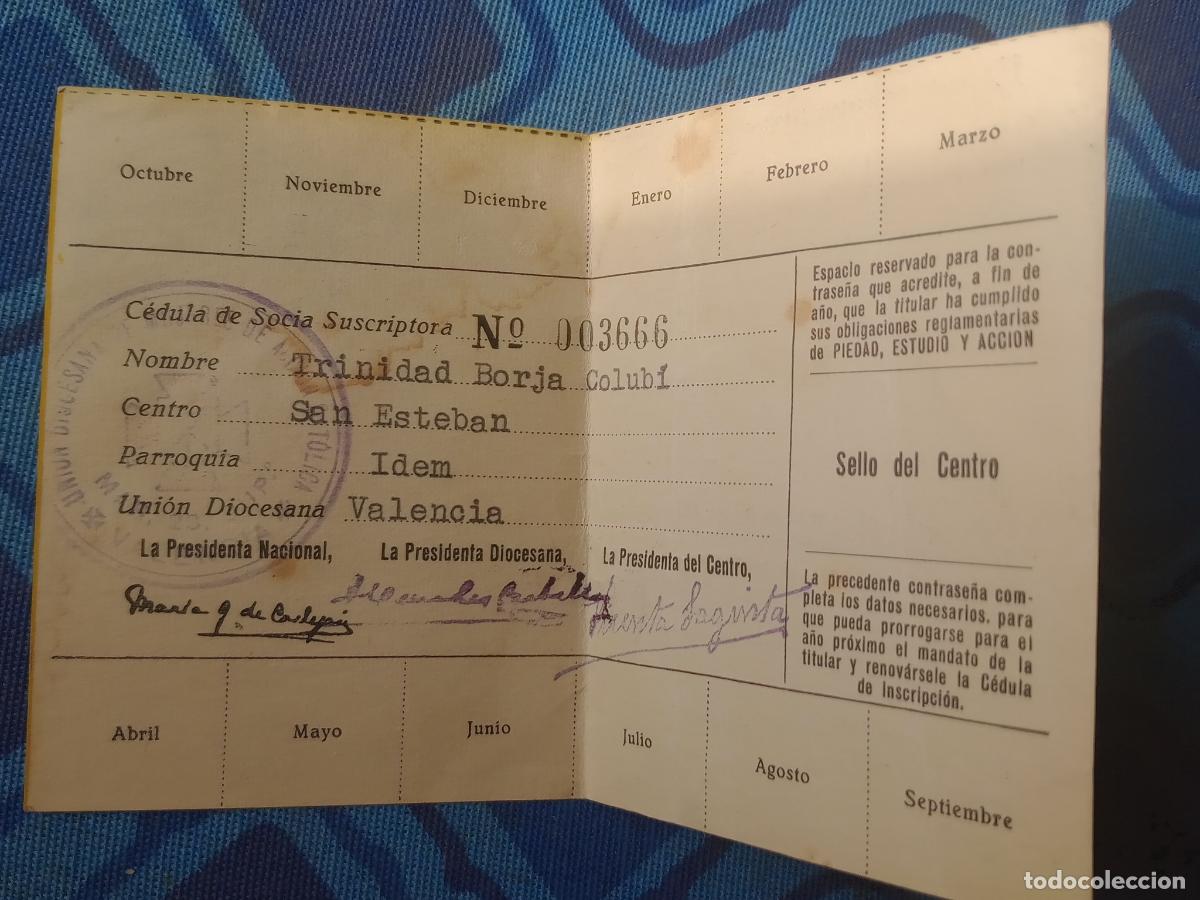 Octubre
Noviembre
Diciembre
Enero
Febrero
Marzo
Cédula de Socia Suscriptora Nº 003666
Nombre Trinidad Borja Colubí
Centro San Esteban
Parroquia Idem
Unión Diocesana Valencia
La Presidenta Nacional, La Presidenta Diocesana, La Presidenta del Centro,
María
Espacio reservado para la con-
traseña que acredite, a fin de
año, que la titular ha cumplido
sus obligaciones reglamentarias
de PIEDAD, ESTUDIO Y ACCION
Sello del Centro
La precedente contraseña com-
pleta los datos necesarios, para
que pueda prorrogarse para el
año próximo el mandato de la
titular y renovársele la Cédula
de Inscripción.
Abril
Mayo
Junio
Julio
Agosto
Septiembre
UNION DIOCESANA
todocoleccion